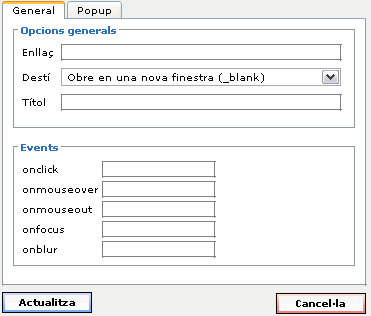 General Popup
Opcions generals
Enllaç
Destí Obre en una nova finestra (_blank)
Títol
Events
onclick
onmouseover
onmouseout
onfocus
onblur
Actualitza Cancel·la